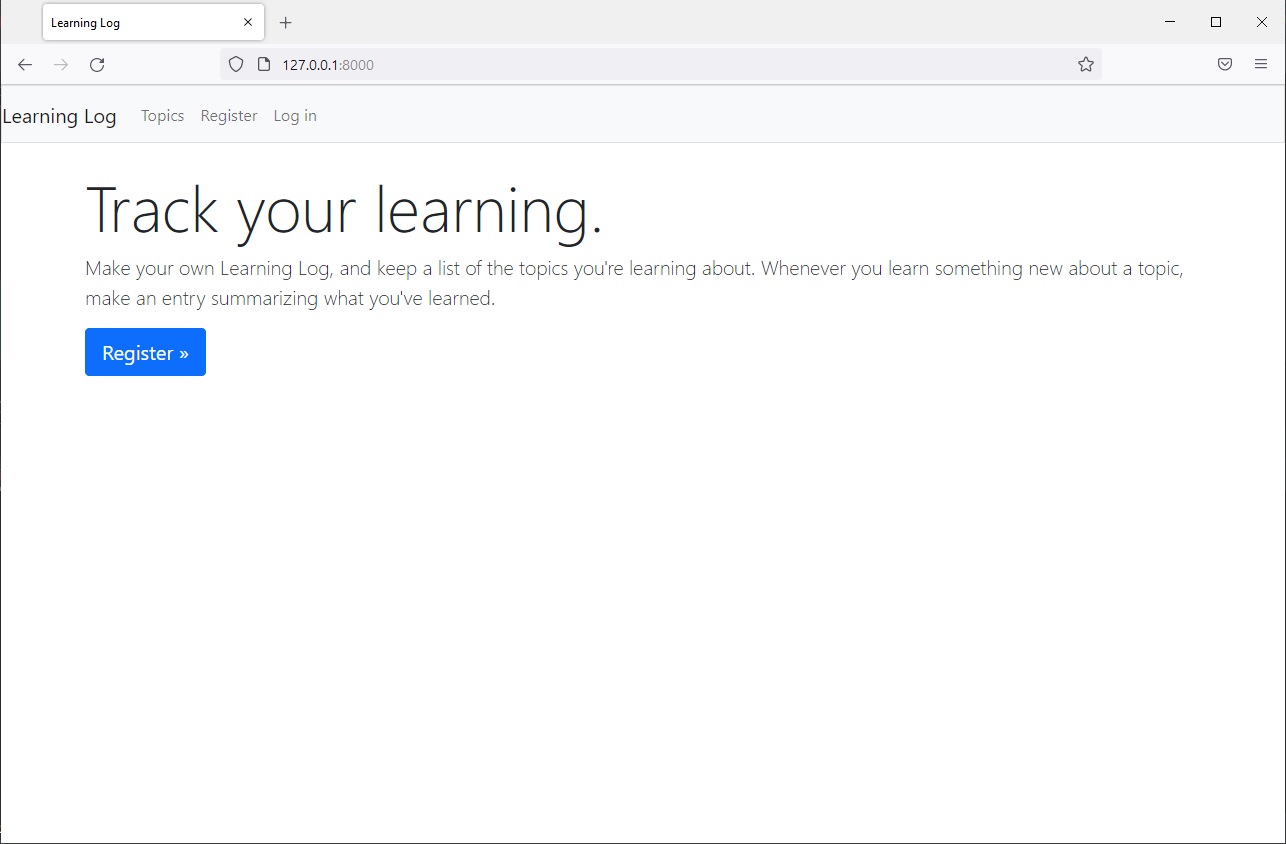 Learning Log
127.0.0.1:8000
Learning Log Topics Register Log in
Track your learning.
Make your own Learning Log, and keep a list of the topics you're learning about. Whenever you learn something new about a topic,
make an entry summarizing what you've learned.
Register »